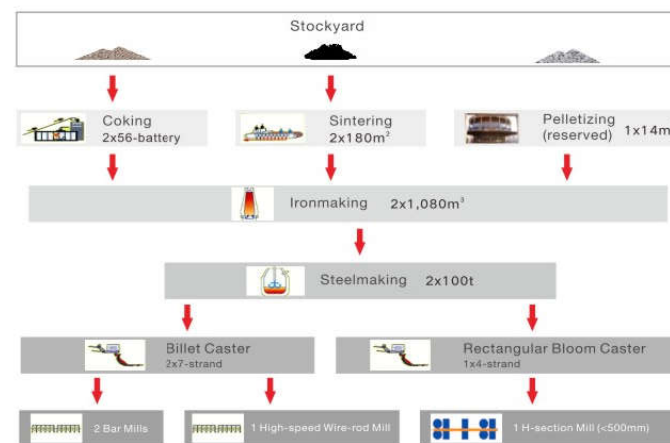 Stockyard
Coking
2x56-battery
Sintering
2x180m²
Pelletizing
(reserved)
1x14m
Ironmaking 2x1,080m³
Steelmaking 2x100t
Billet Caster
2x7-strand
Rectangular Bloom Caster
1x4-strand
2 Bar Mills
1 High-speed Wire-rod Mill
1 H-section Mill (<500mm)